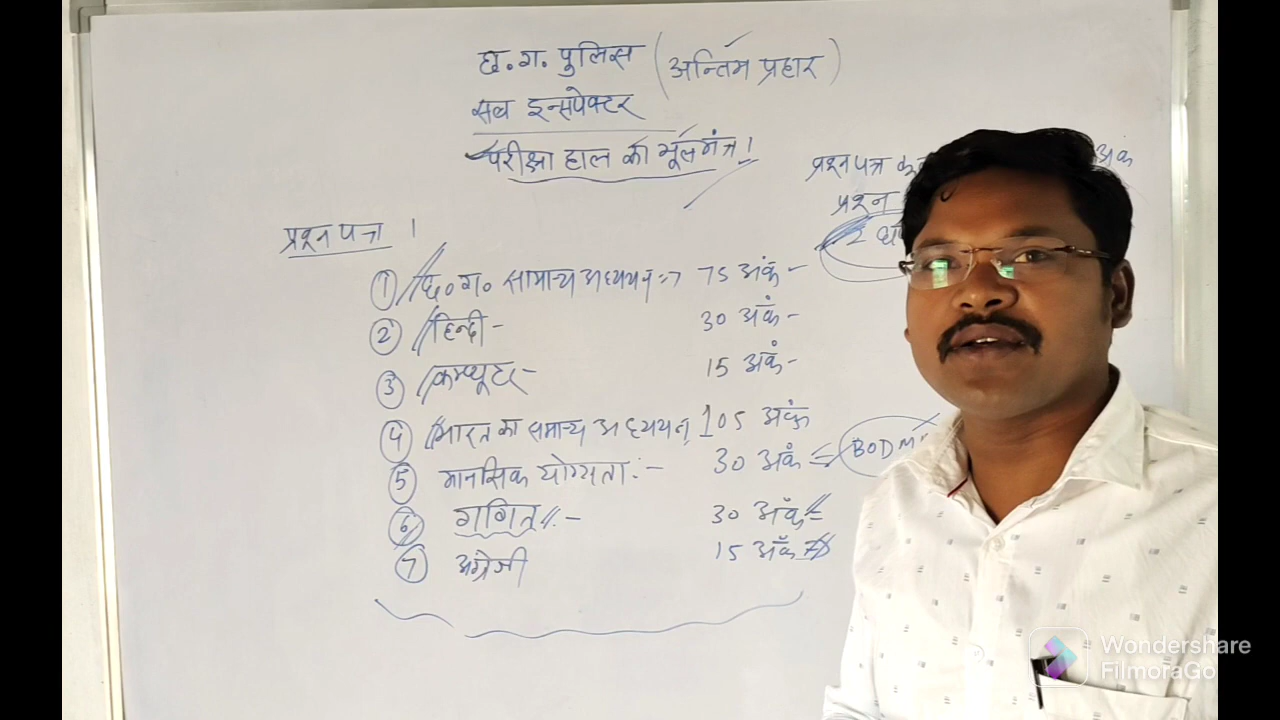 छ.ग. पुलिस (अन्तिम प्रहार)
सब इन्सपेक्टर
परीक्षा हाल का मूलमंत्र!
प्रश्न पत्र अंक
प्रश्न
2
प्रश्न पत्र ।
① छ.ग. सामान्य अध्ययन :→ 75 अंक -
② हिन्दी - 30 अंक -
③ कम्प्यूटर - 15 अंक -
④ भारत का समान्य अध्ययन 105 अंक
⑤ मानसिक योग्यता :- 30 अंक = BODM
⑥ गणित :- 30 अंक =
⑦ अंग्रेजी 15 अंक
Wondershare
FilmoraGo